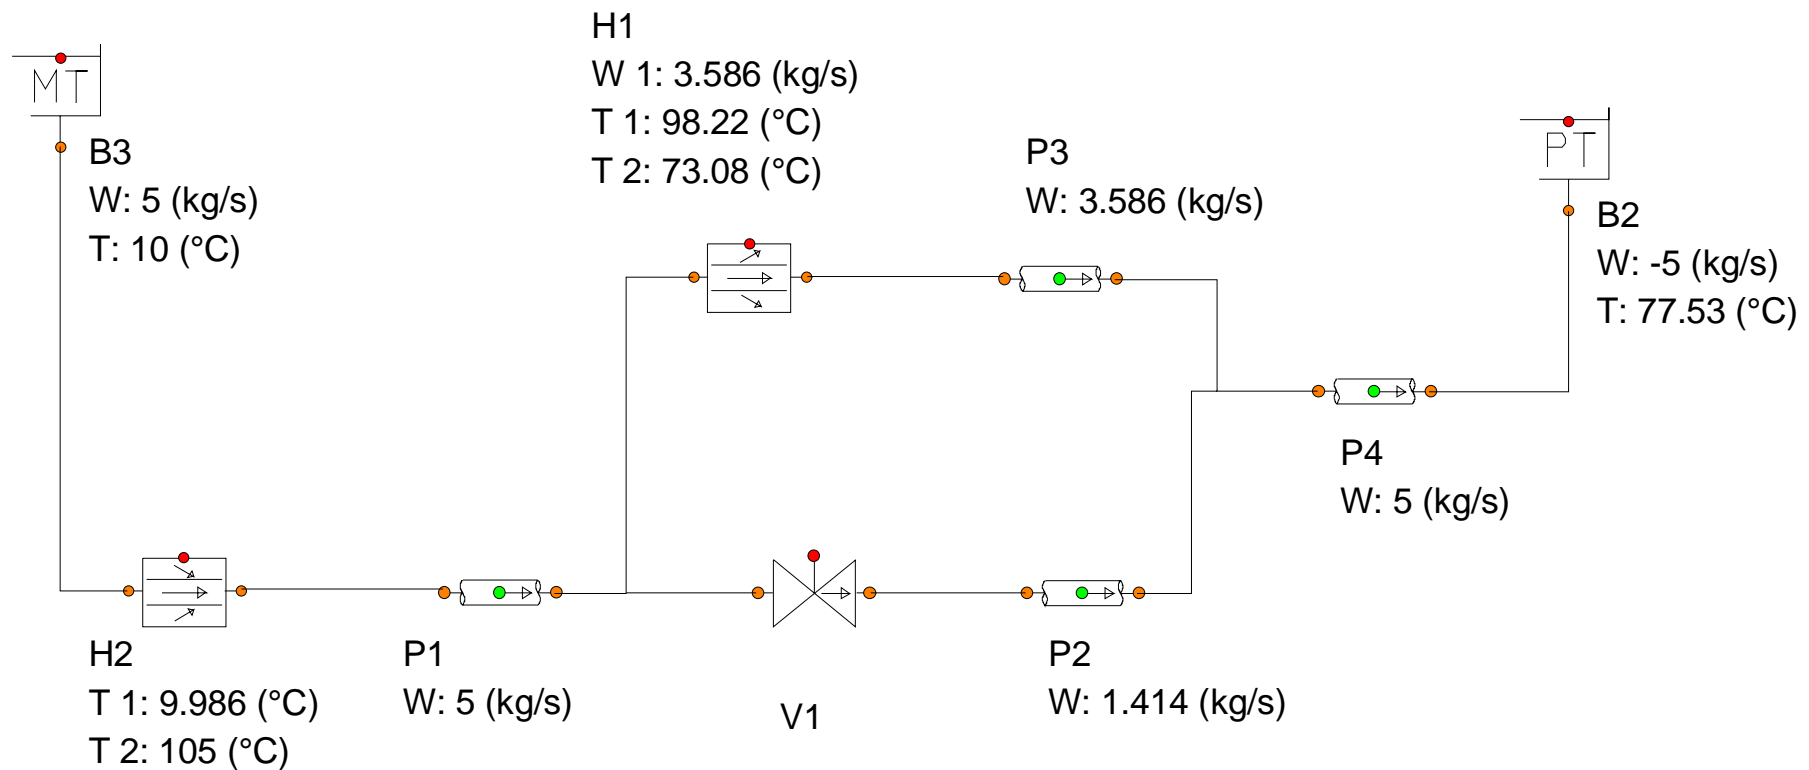 H1
W 1: 3.586 (kg/s)
T 1: 98.22 (°C)
T 2: 73.08 (°C)
MT
B3
W: 5 (kg/s)
T: 10 (°C)
P3
W: 3.586 (kg/s)
PT
B2
W: -5 (kg/s)
T: 77.53 (°C)
P4
W: 5 (kg/s)
H2
T 1: 9.986 (°C)
T 2: 105 (°C)
P1
W: 5 (kg/s)
V1
P2
W: 1.414 (kg/s)